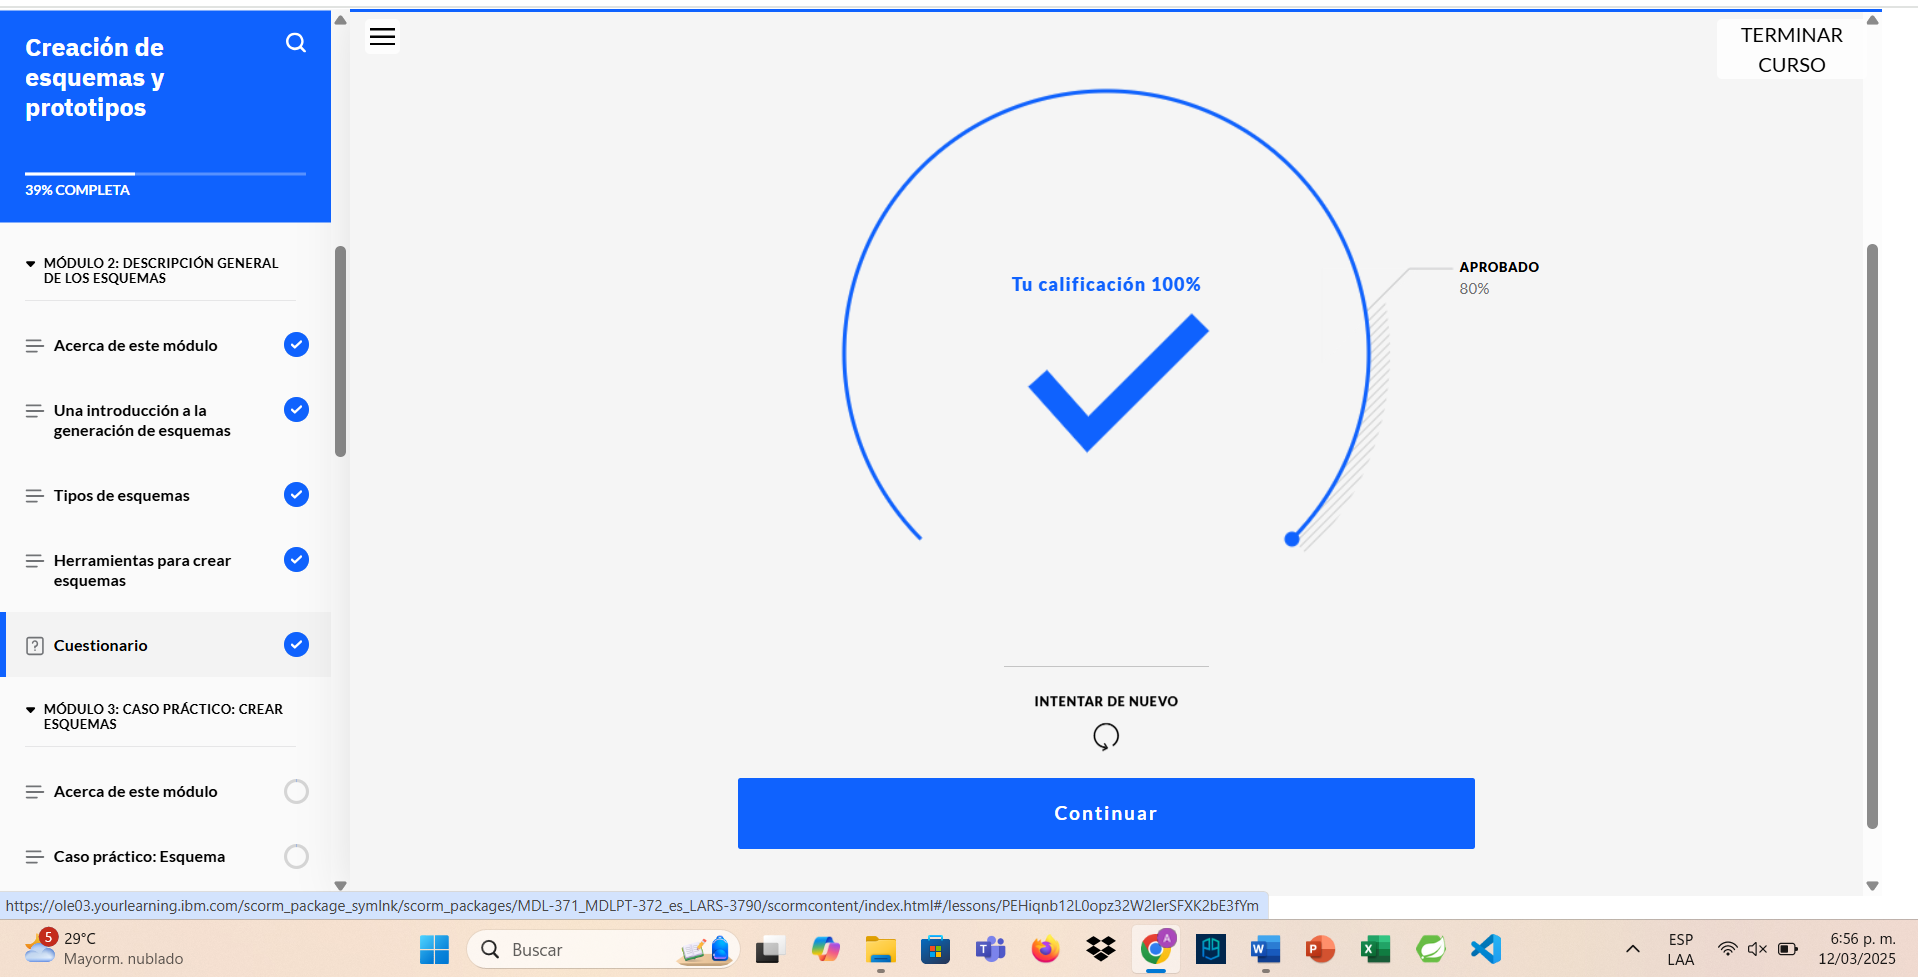 Creación de
esquemas y
prototipos
39% COMPLETA
MÓDULO 2: DESCRIPCIÓN GENERAL
DE LOS ESQUEMAS
Acerca de este módulo
Una introducción a la
generación de esquemas
Tipos de esquemas
Herramientas para crear
esquemas
Cuestionario
MÓDULO 3: CASO PRÁCTICO: CREAR
ESQUEMAS
Acerca de este módulo
Caso práctico: Esquema
TERMINAR
CURSO
Tu calificación 100%
APROBADO
80%
INTENTAR DE NUEVO
Continuar
https://ole03.yourlearning.ibm.com/scorm_package_symlnk/scorm_packages/MDL-371_MDLPT-372_es_LARS-3790/scormcontent/index.html#/lessons/PEHiqnb12L0opz32W2lerSFXK2bE3fYm
5
29°C
Mayorm. nublado
Buscar
A
ESP
LAA
6:56 p. m.
12/03/2025